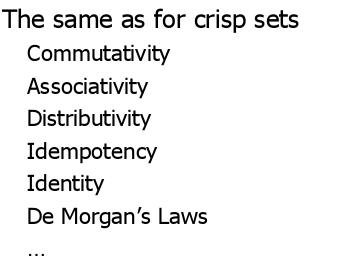 The same as for crisp sets
Commutativity
Associativity
Distributivity
Idempotency
Identity
De Morgan’s Laws
...